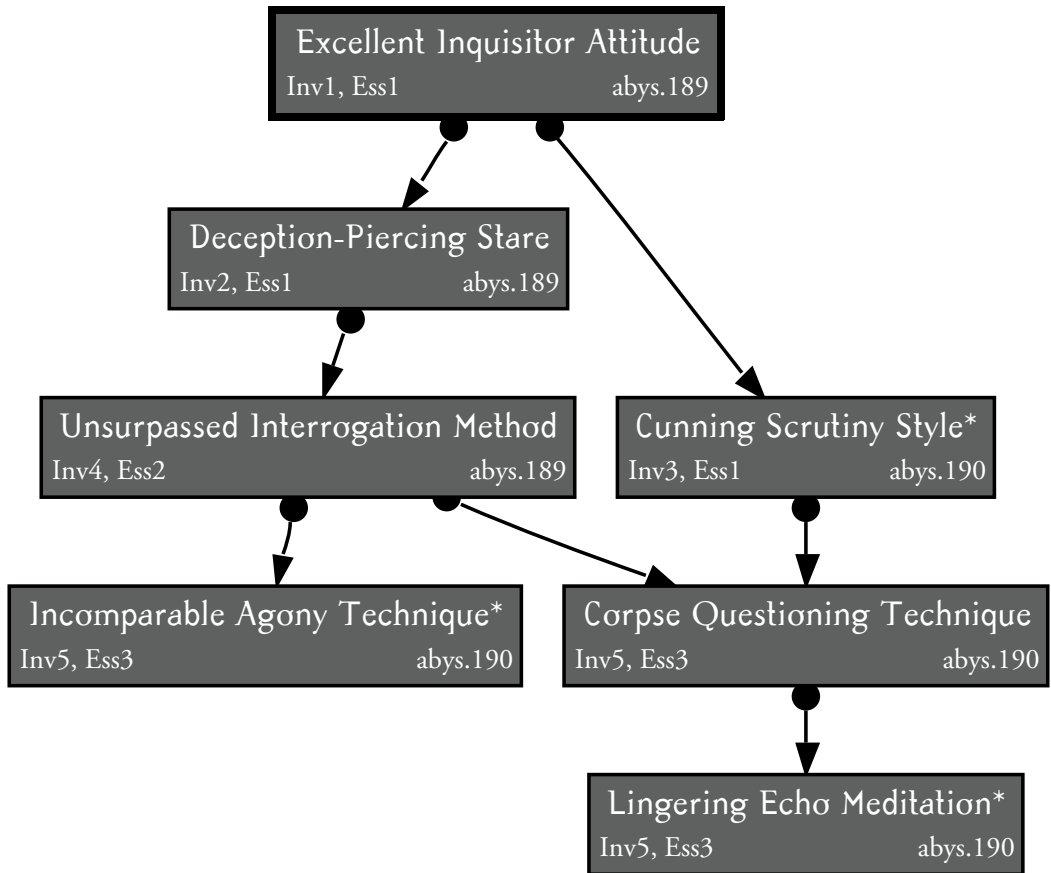 Excellent Inquisitor Attitude
Inv1, Ess1 abys.189
Deception-Piercing Stare
Inv2, Ess1 abys.189
Unsurpassed Interrogation Method
Inv4, Ess2 abys.189
Cunning Scrutiny Style*
Inv3, Ess1 abys.190
Incomparable Agony Technique*
Inv5, Ess3 abys.190
Corpse Questioning Technique
Inv5, Ess3 abys.190
Lingering Echo Meditation*
Inv5, Ess3 abys.190